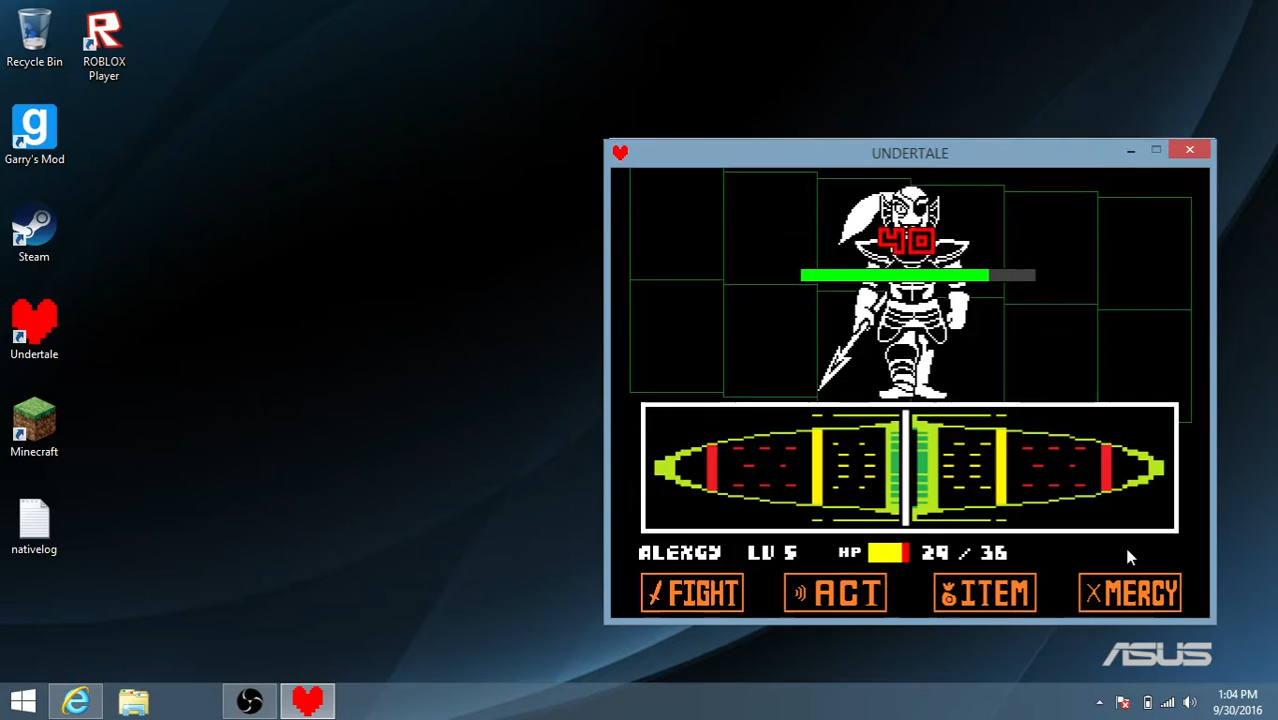 Recycle Bin
ROBLOX
Player
g
Garry's Mod
Steam
Undertale
Minecraft
nativelog
UNDERTALE
40
ALEXGY LV 5 HP 29 / 36
FIGHT
ACT
ITEM
MERCY
ASUS
1:04 PM
9/30/2016